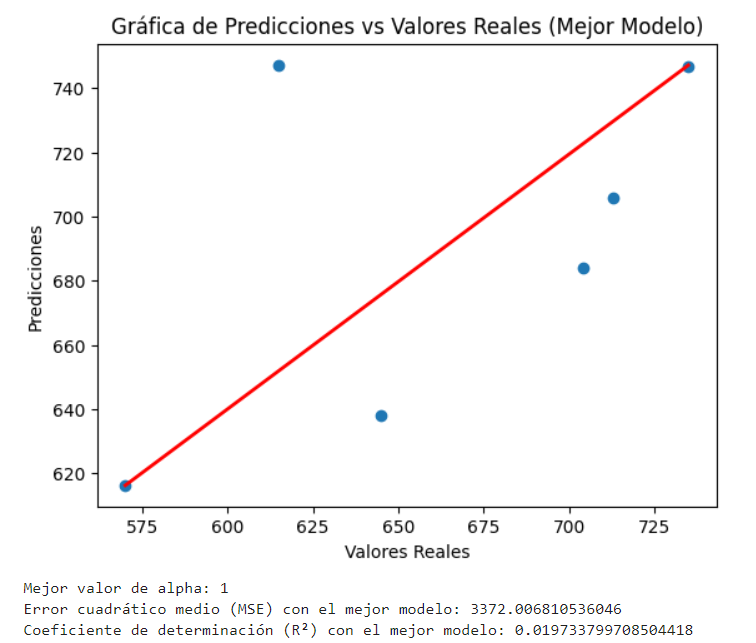 Gráfica de Predicciones vs Valores Reales (Mejor Modelo)
740
720
700
680
660
640
620
Predicciones
575
600
625
650
675
700
725
Valores Reales
Mejor valor de alpha: 1
Error cuadrático medio (MSE) con el mejor modelo: 3372.006810536046
Coeficiente de determinación (R²) con el mejor modelo: 0.019733799708504418